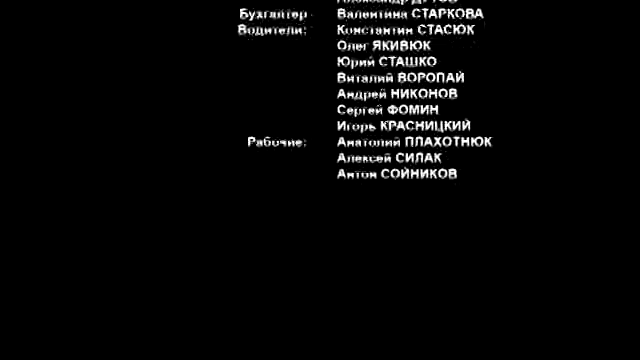 Бухгалтер Валентина СТАРКОВА
Водители: Константин СТАСЮК
Олег ЯКИВЮК
Юрий СТАШКО
Виталий ВОРОПАЙ
Андрей НИКОНОВ
Сергей ФОМИН
Игорь КРАСНИЦКИЙ
Рабочие: Анатолий ПЛАХОТНЮК
Алексей СИЛАК
Антон СОЙНИКОВ